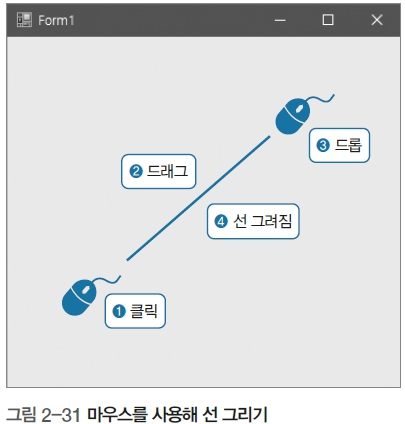 Form1
❸ 드롭
❷ 드래그
❹ 선 그려짐
❶ 클릭
그림 2-31 마우스를 사용해 선 그리기